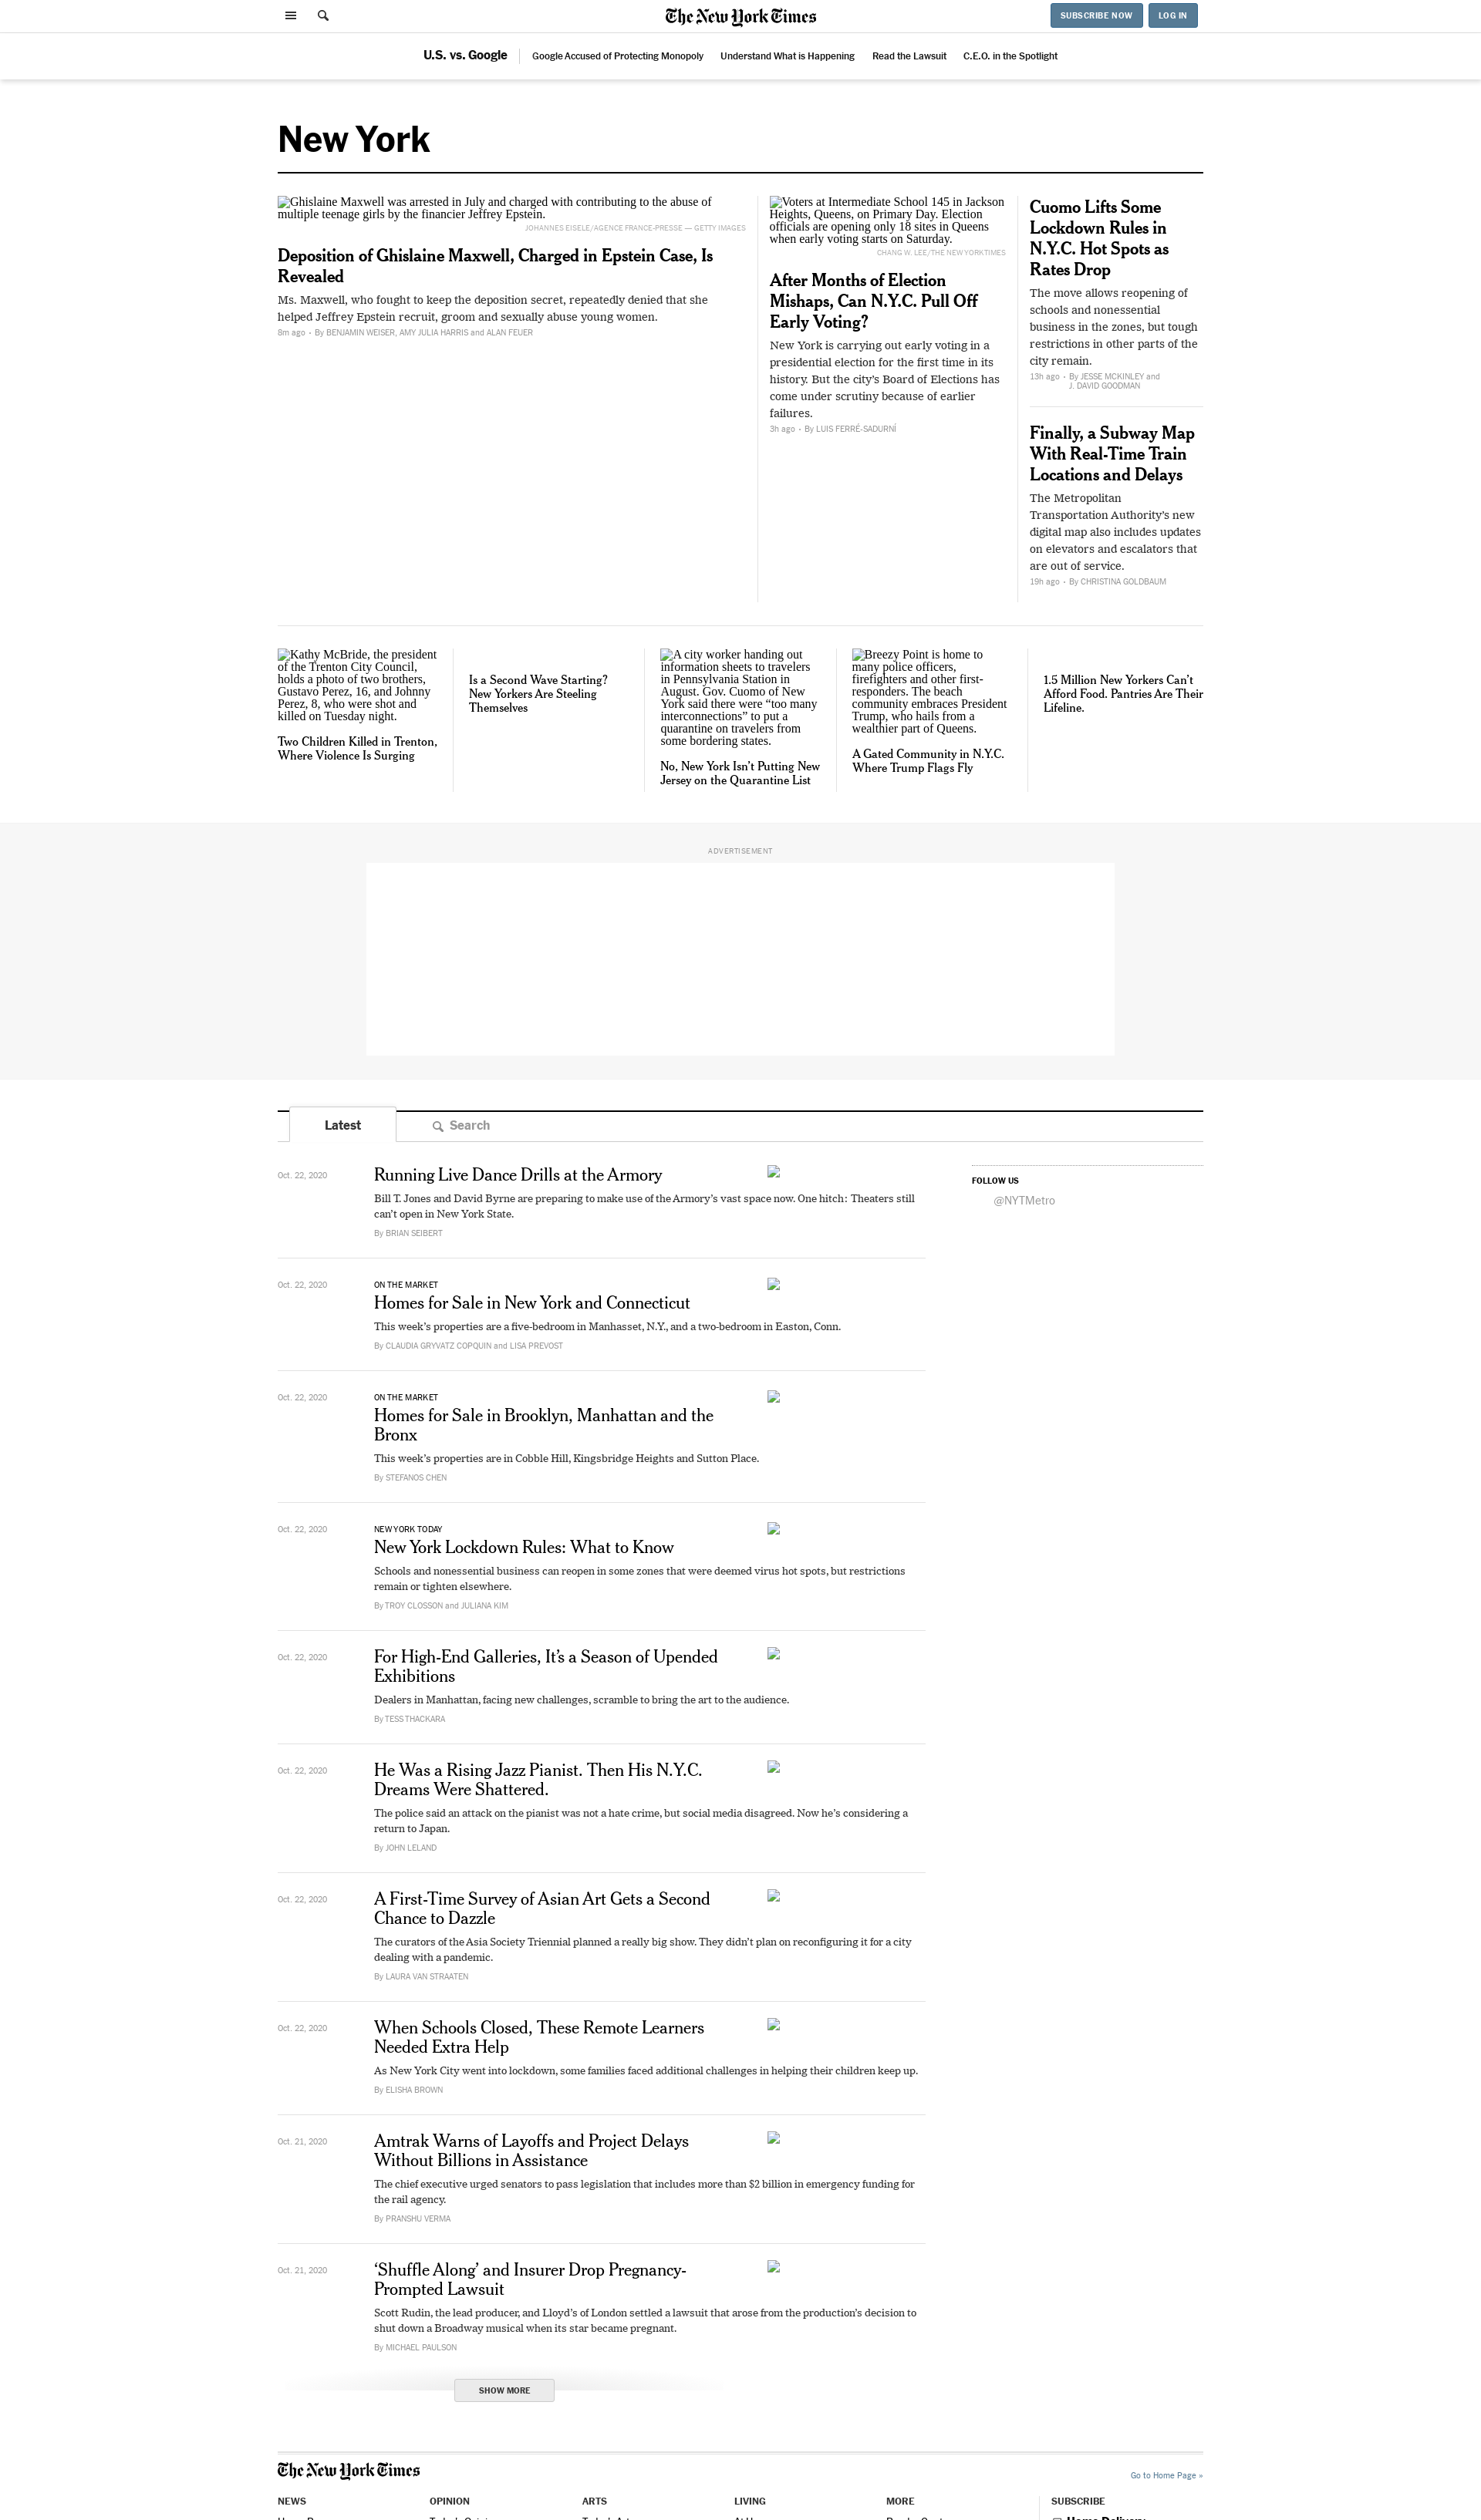 The New York Times
SUBSCRIBE NOW
LOG IN
U.S. vs. Google
Google Accused of Protecting Monopoly
Understand What is Happening
Read the Lawsuit
C.E.O. in the Spotlight
New York
Ghislaine Maxwell was arrested in July and charged with contributing to the abuse of
multiple teenage girls by the financier Jeffrey Epstein.
JOHANNES EISELE/AGENCE FRANCE-PRESSE — GETTY IMAGES
Deposition of Ghislaine Maxwell, Charged in Epstein Case, Is
Revealed
Ms. Maxwell, who fought to keep the deposition secret, repeatedly denied that she
helped Jeffrey Epstein recruit, groom and sexually abuse young women.
8m ago • By BENJAMIN WEISER, AMY JULIA HARRIS and ALAN FEUER
Voters at Intermediate School 145 in Jackson
Heights, Queens, on Primary Day. Election
officials are opening only 18 sites in Queens
when early voting starts on Saturday.
CHANG W. LEE/THE NEW YORK TIMES
After Months of Election
Mishaps, Can N.Y.C. Pull Off
Early Voting?
New York is carrying out early voting in a
presidential election for the first time in its
history. But the city’s Board of Elections has
come under scrutiny because of earlier
failures.
3h ago • By LUIS FERRÉ-SADURNÍ
Cuomo Lifts Some
Lockdown Rules in
N.Y.C. Hot Spots as
Rates Drop
The move allows reopening of
schools and nonessential
business in the zones, but tough
restrictions in other parts of the
city remain.
13h ago • By JESSE MCKINLEY and
J. DAVID GOODMAN
Finally, a Subway Map
With Real-Time Train
Locations and Delays
The Metropolitan
Transportation Authority’s new
digital map also includes updates
on elevators and escalators that
are out of service.
19h ago • By CHRISTINA GOLDBAUM
Kathy McBride, the president
of the Trenton City Council,
holds a photo of two brothers,
Gustavo Perez, 16, and Johnny
Perez, 8, who were shot and
killed on Tuesday night.
Two Children Killed in Trenton,
Where Violence Is Surging
Is a Second Wave Starting?
New Yorkers Are Steeling
Themselves
A city worker handing out
information sheets to travelers
in Pennsylvania Station in
August. Gov. Cuomo of New
York said there were “too many
interconnections” to put a
quarantine on travelers from
some bordering states.
No, New York Isn’t Putting New
Jersey on the Quarantine List
Breezy Point is home to
many police officers,
firefighters and other first-
responders. The beach
community embraces President
Trump, who hails from a
wealthier part of Queens.
A Gated Community in N.Y.C.
Where Trump Flags Fly
1.5 Million New Yorkers Can’t
Afford Food. Pantries Are Their
Lifeline.
ADVERTISEMENT
Latest
Search
Oct. 22, 2020
Running Live Dance Drills at the Armory
Bill T. Jones and David Byrne are preparing to make use of the Armory’s vast space now. One hitch: Theaters still
can’t open in New York State.
By BRIAN SEIBERT
FOLLOW US
@NYTMetro
Oct. 22, 2020
ON THE MARKET
Homes for Sale in New York and Connecticut
This week’s properties are a five-bedroom in Manhasset, N.Y., and a two-bedroom in Easton, Conn.
By CLAUDIA GRYVATZ COPQUIN and LISA PREVOST
Oct. 22, 2020
ON THE MARKET
Homes for Sale in Brooklyn, Manhattan and the
Bronx
This week’s properties are in Cobble Hill, Kingsbridge Heights and Sutton Place.
By STEFANOS CHEN
Oct. 22, 2020
NEW YORK TODAY
New York Lockdown Rules: What to Know
Schools and nonessential business can reopen in some zones that were deemed virus hot spots, but restrictions
remain or tighten elsewhere.
By TROY CLOSSON and JULIANA KIM
Oct. 22, 2020
For High-End Galleries, It’s a Season of Upended
Exhibitions
Dealers in Manhattan, facing new challenges, scramble to bring the art to the audience.
By TESS THACKARA
Oct. 22, 2020
He Was a Rising Jazz Pianist. Then His N.Y.C.
Dreams Were Shattered.
The police said an attack on the pianist was not a hate crime, but social media disagreed. Now he’s considering a
return to Japan.
By JOHN LELAND
Oct. 22, 2020
A First-Time Survey of Asian Art Gets a Second
Chance to Dazzle
The curators of the Asia Society Triennial planned a really big show. They didn’t plan on reconfiguring it for a city
dealing with a pandemic.
By LAURA VAN STRAATEN
Oct. 22, 2020
When Schools Closed, These Remote Learners
Needed Extra Help
As New York City went into lockdown, some families faced additional challenges in helping their children keep up.
By ELISHA BROWN
Oct. 21, 2020
Amtrak Warns of Layoffs and Project Delays
Without Billions in Assistance
The chief executive urged senators to pass legislation that includes more than $2 billion in emergency funding for
the rail agency.
By PRANSHU VERMA
Oct. 21, 2020
‘Shuffle Along’ and Insurer Drop Pregnancy-
Prompted Lawsuit
Scott Rudin, the lead producer, and Lloyd’s of London settled a lawsuit that arose from the production’s decision to
shut down a Broadway musical when its star became pregnant.
By MICHAEL PAULSON
SHOW MORE
The New York Times
Go to Home Page »
NEWS
OPINION
ARTS
LIVING
MORE
SUBSCRIBE